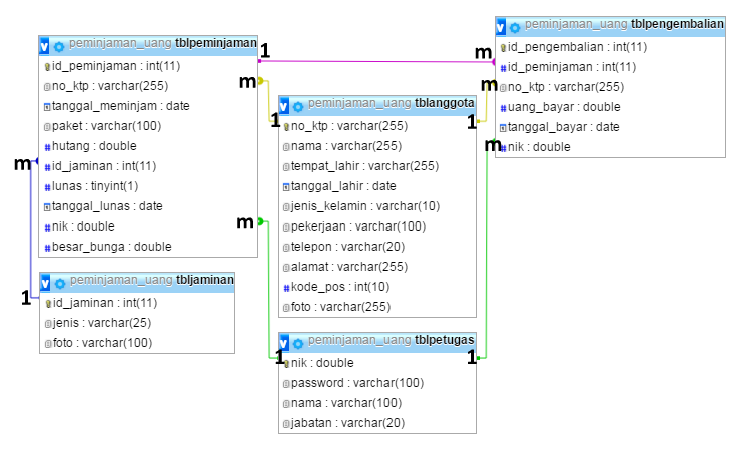 peminjaman_uang tblpeminjaman
id_peminjaman : int(11)
no_ktp : varchar(255)
tanggal_meminjam : date
paket : varchar(100)
hutang : double
id_jaminan : int(11)
lunas : tinyint(1)
tanggal_lunas : date
nik : double
besar_bunga : double
peminjaman_uang tbljaminan
id_jaminan : int(11)
jenis : varchar(25)
foto : varchar(100)
peminjaman_uang tblanggota
no_ktp : varchar(255)
nama : varchar(255)
tempat_lahir : varchar(255)
tanggal_lahir : date
jenis_kelamin : varchar(10)
pekerjaan : varchar(100)
telepon : varchar(20)
alamat : varchar(255)
kode_pos : int(10)
foto : varchar(255)
peminjaman_uang tblpetugas
nik : double
password : varchar(100)
nama : varchar(100)
jabatan : varchar(20)
peminjaman_uang tblpengembalian
id_pengembalian : int(11)
id_peminjaman : int(11)
no_ktp : varchar(255)
uang_bayar : double
tanggal_bayar : date
nik : double
1
m
m
1
1
m
m
1
m
1
1
m